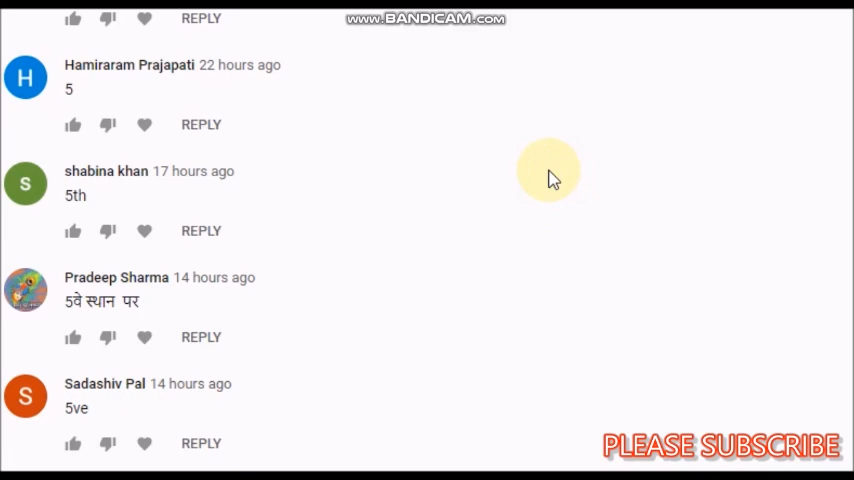 REPLY
www.BANDICAM.com
Hamiraram Prajapati 22 hours ago
5
REPLY
shabina khan 17 hours ago
5th
REPLY
Pradeep Sharma 14 hours ago
5वे स्थान पर
REPLY
Sadashiv Pal 14 hours ago
5ve
REPLY
PLEASE SUBSCRIBE
H
S
S